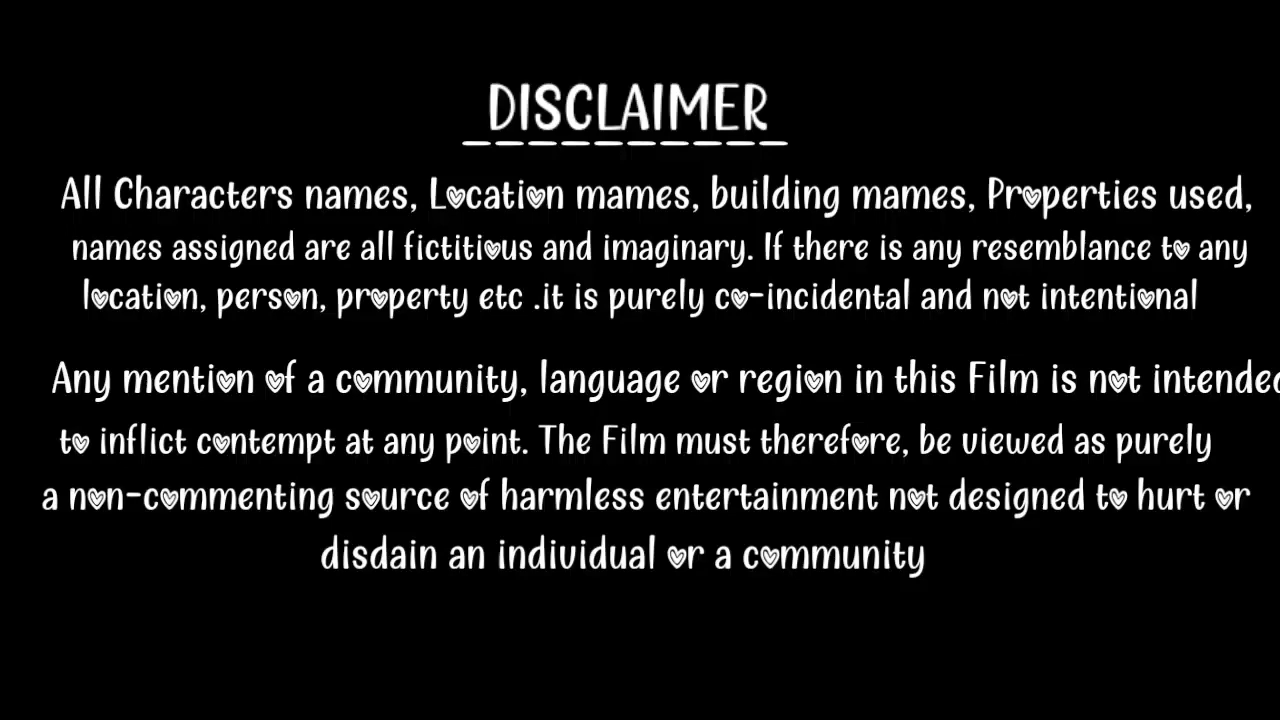 DISCLAIMER
All Characters names, Location mames, building mames, Properties used,
names assigned are all fictitious and imaginary. If there is any resemblance to any
location, person, property etc .it is purely co-incidental and not intentional
Any mention of a community, language or region in this Film is not intended
to inflict contempt at any point. The Film must therefore, be viewed as purely
a non-commenting source of harmless entertainment not designed to hurt or
disdain an individual or a community